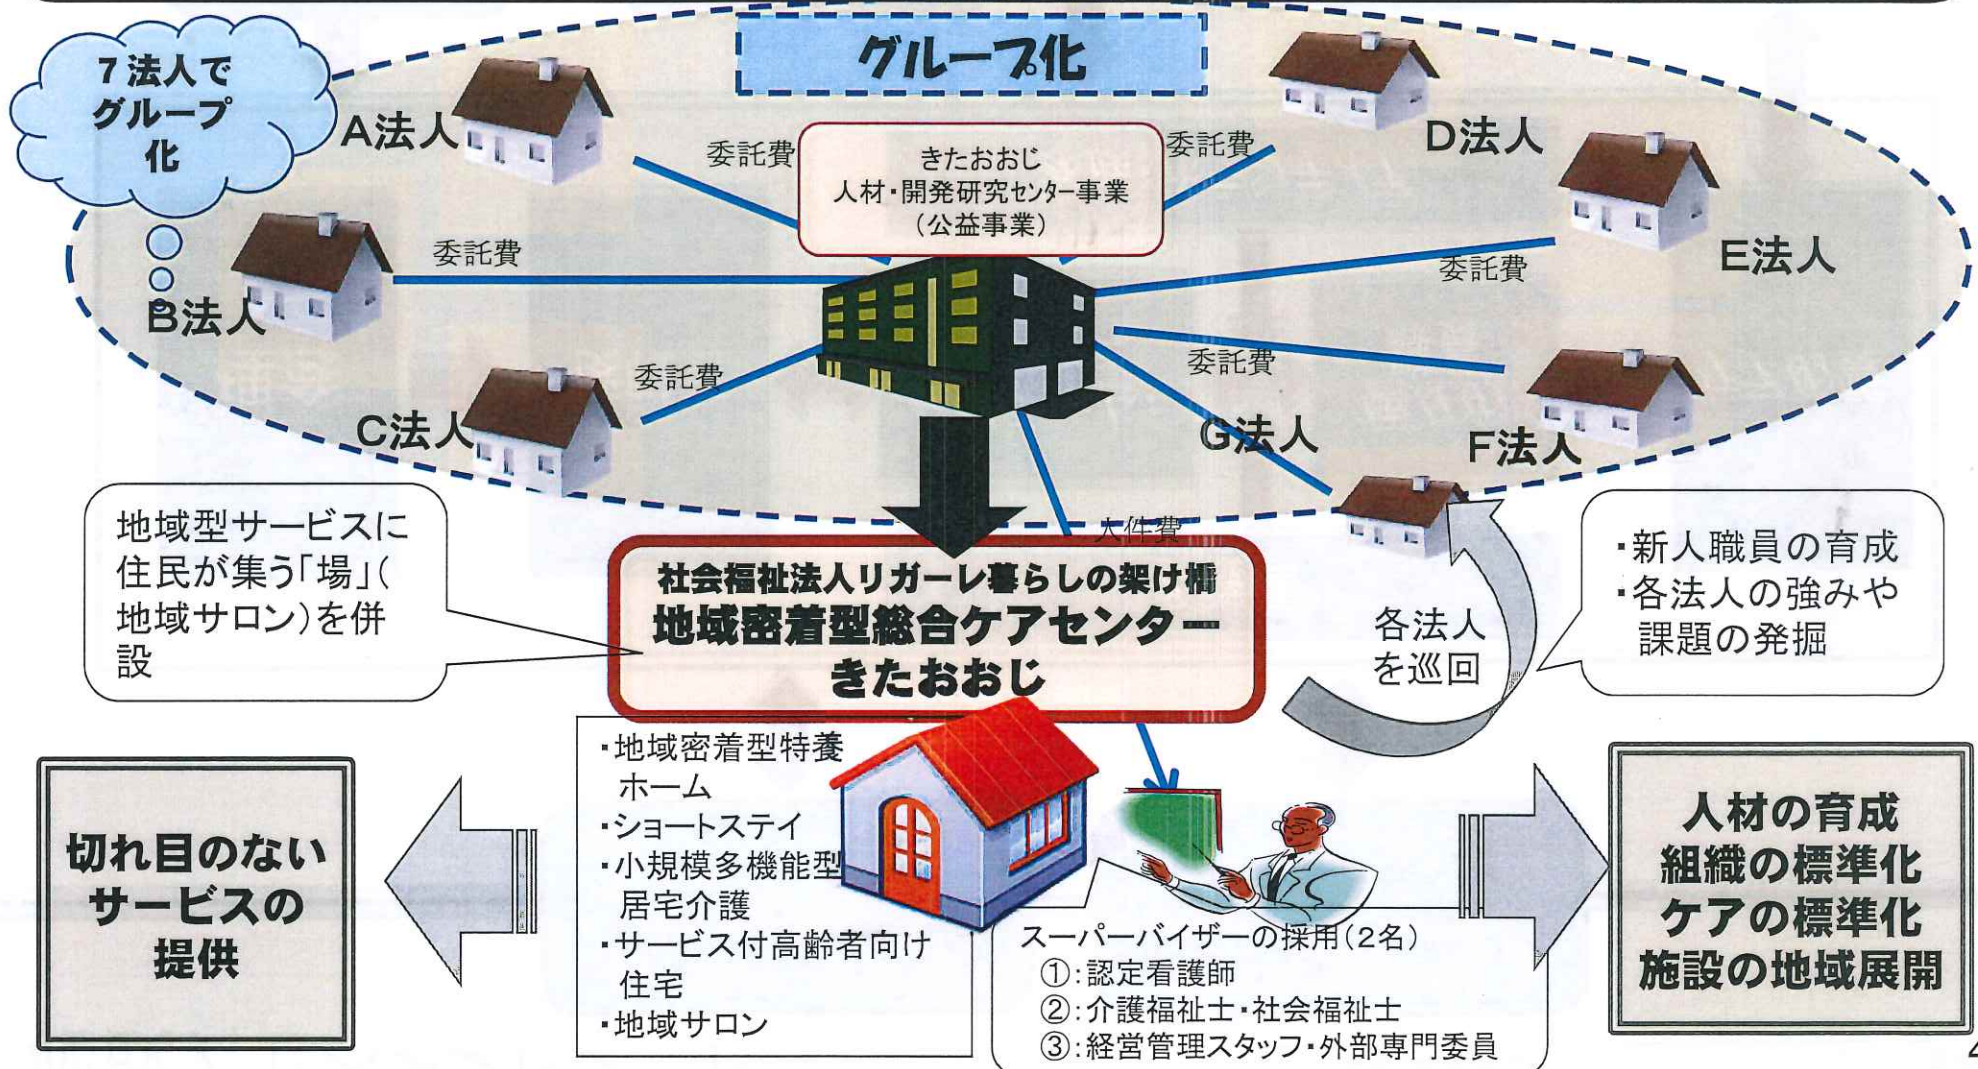 グループ化
7法人で
グループ
化
A法人
B法人
C法人
D法人
E法人
F法人
G法人
委託費
委託費
委託費
委託費
委託費
委託費
きたおおじ
人材・開発研究センター事業
(公益事業)
人件費
地域型サービスに
住民が集う「場」(
地域サロン)を併
設
社会福祉法人リガーレ暮らしの架け橋
地域密着型総合ケアセンター
きたおおじ
各法人
を巡回
・新人職員の育成
・各法人の強みや
課題の発掘
切れ目のない
サービスの
提供
・地域密着型特養
ホーム
・ショートステイ
・小規模多機能型
居宅介護
・サービス付高齢者向け
住宅
・地域サロン
スーパーバイザーの採用(2名)
①:認定看護師
②:介護福祉士・社会福祉士
③:経営管理スタッフ・外部専門委員
人材の育成
組織の標準化
ケアの標準化
施設の地域展開
4